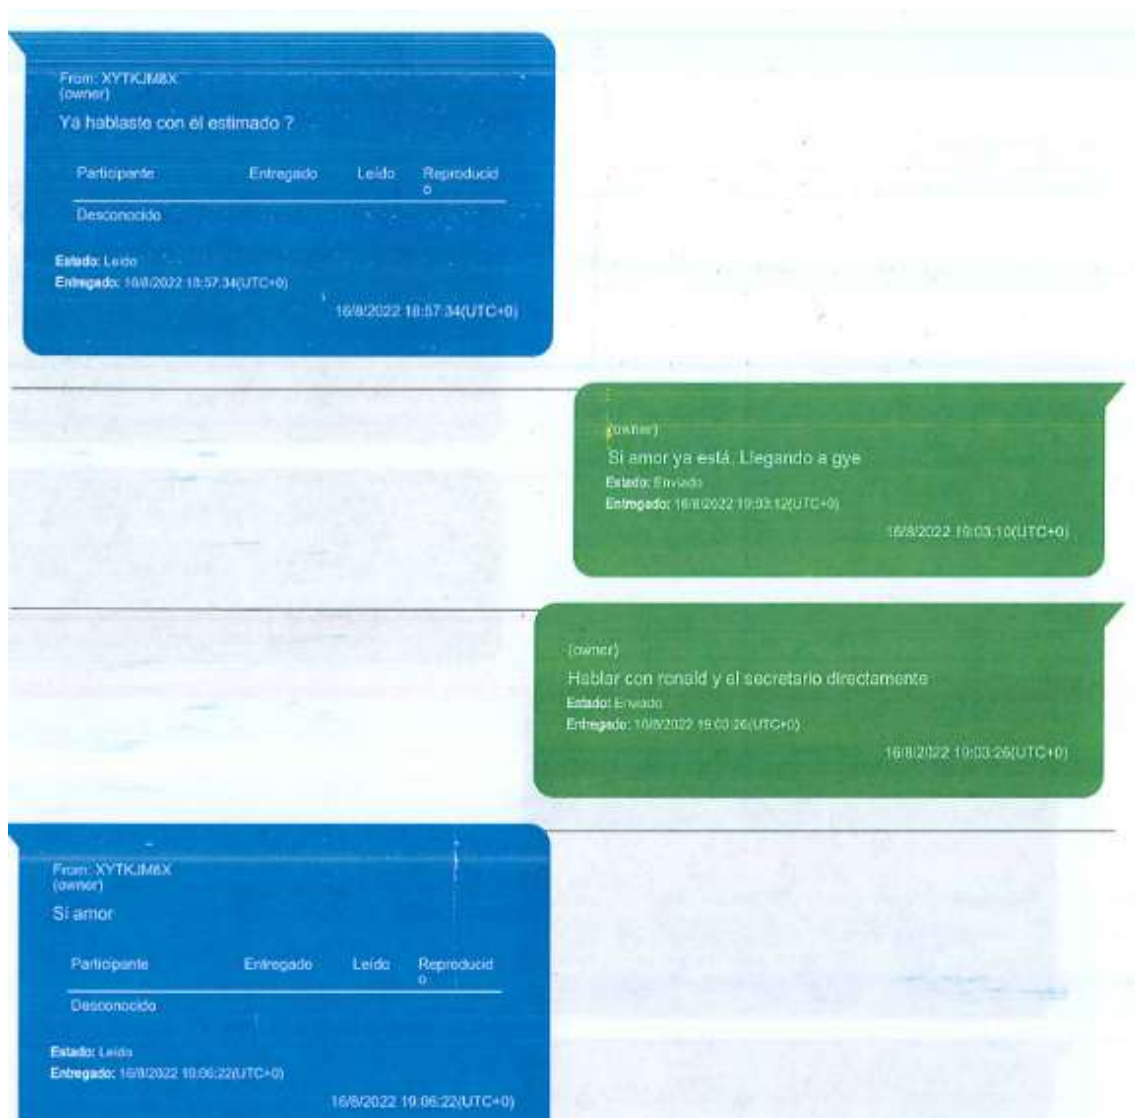 From: XYTKJM8X
(owner)
Ya hablaste con él estimado ?
Participante Entregado Leído Reproducid
o
Desconocido
Estado: Leído
Entregado: 16/8/2022 18:57:34(UTC+0)
16/8/2022 18:57:34(UTC+0)
(owner)
Si amor ya está. Llegando a gye
Estado: Enviado
Entregado: 16/8/2022 19:03:12(UTC+0)
16/8/2022 19:03:10(UTC+0)
(owner)
Hablar con ronald y el secretario directamente
Estado: Enviado
Entregado: 16/8/2022 19:03:26(UTC+0)
16/8/2022 19:03:26(UTC+0)
From: XYTKJM8X
(owner)
Sí amor
Participante Entregado Leído Reproducid
o
Desconocido
Estado: Leído
Entregado: 16/8/2022 19:06:22(UTC+0)
16/8/2022 19:06:22(UTC+0)